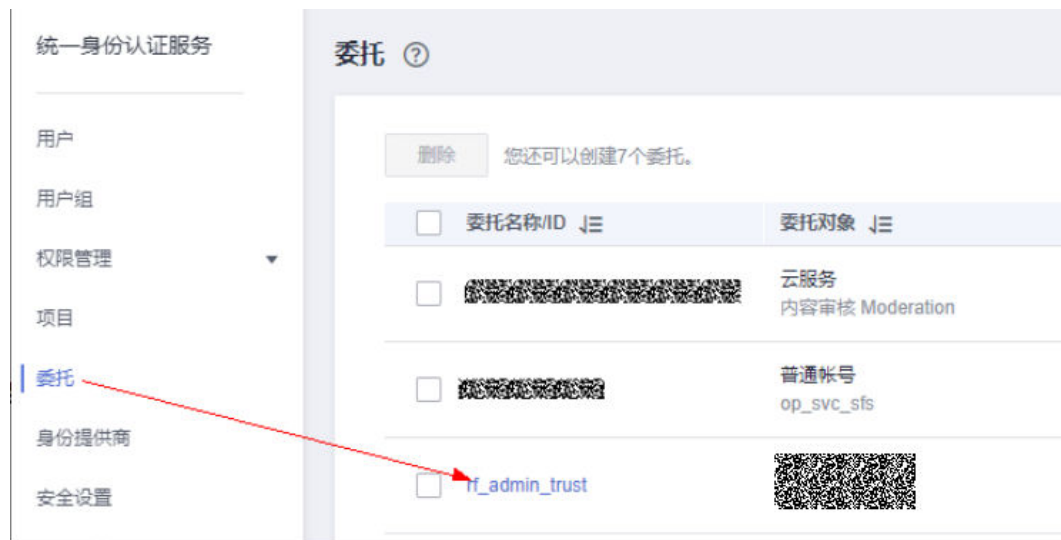 统一身份认证服务
用户
用户组
权限管理
项目
委托
身份提供商
安全设置
委托 ?
删除 您还可以创建7个委托。
委托名称/ID 委托对象
云服务
内容审核 Moderation
普通帐号
op_svc_sfs
rf_admin_trust